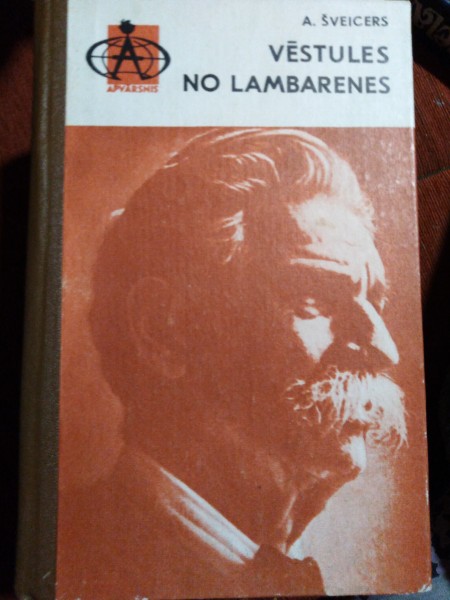 A. ŠVEICERS
VĒSTULES
NO LAMBARENES
A
APVĀRSNIS